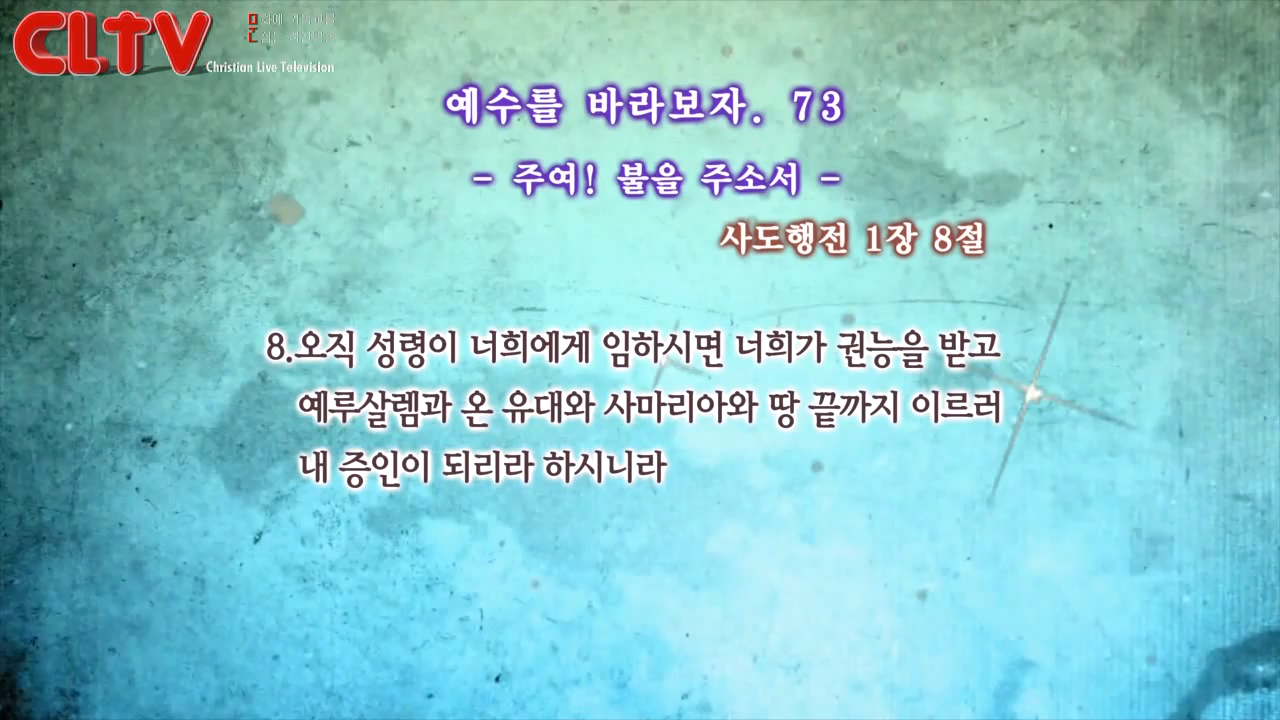 CLTV
Christian Live Television
예수를 바라보자. 73
- 주여! 불을 주소서 -
사도행전 1장 8절
8.오직 성령이 너희에게 임하시면 너희가 권능을 받고
예루살렘과 온 유대와 사마리아와 땅 끝까지 이르러
내 증인이 되리라 하시니라